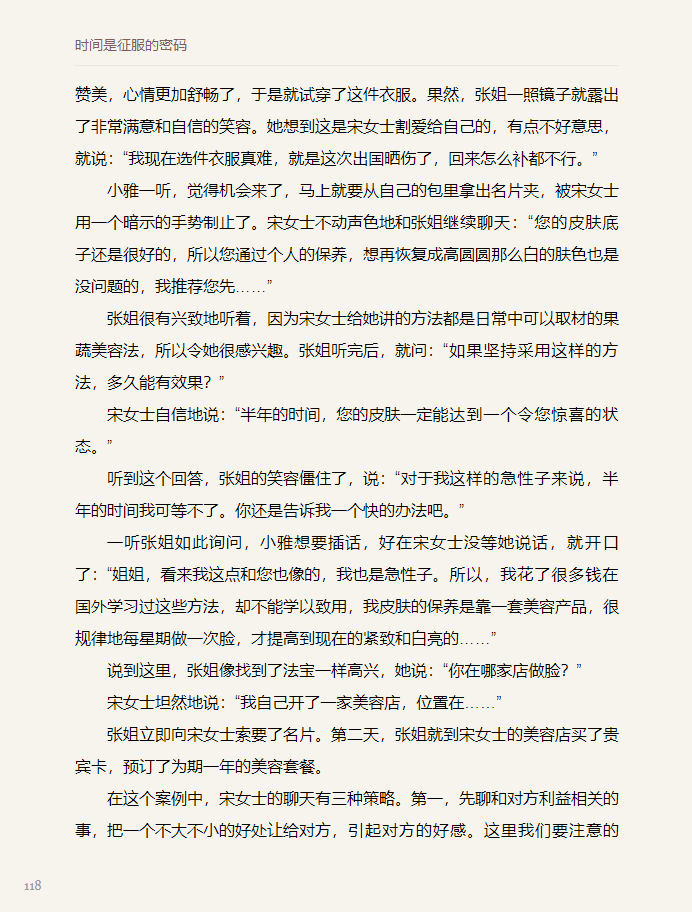 时间是征服的密码
赞美，心情更加舒畅了，于是就试穿了这件衣服。果然，张姐一照镜子就露出
了非常满意和自信的笑容。她想到这是宋女士割爱给自己的，有点不好意思，
就说：“我现在选件衣服真难，就是这次出国晒伤了，回来怎么补都不行。”
小雅一听，觉得机会来了，马上就要从自己的包里拿出名片夹，被宋女士
用一个暗示的手势制止了。宋女士不动声色地和张姐继续聊天：“您的皮肤底
子还是很好的，所以您通过个人的保养，想再恢复成高圆圆那么白的肤色也是
没问题的，我推荐您先……”
张姐很有兴致地听着，因为宋女士给她讲的方法都是日常中可以取材的果
蔬美容法，所以令她很感兴趣。张姐听完后，就问：“如果坚持采用这样的方
法，多久能有效果？”
宋女士自信地说：“半年的时间，您的皮肤一定能达到一个令您惊喜的状
态。”
听到这个回答，张姐的笑容僵住了，说：“对于我这样的急性子来说，半
年的时间我可等不了。你还是告诉我一个快的办法吧。”
一听张姐如此询问，小雅想要插话，好在宋女士没等她说话，就开口
了：“姐姐，看来我这点和您也像的，我也是急性子。所以，我花了很多钱在
国外学习过这些方法，却不能学以致用，我皮肤的保养是靠一套美容产品，很
规律地每星期做一次脸，才提高到现在的紧致和白亮的……”
说到这里，张姐像找到了法宝一样高兴，她说：“你在哪家店做脸？”
宋女士坦然地说：“我自己开了一家美容店，位置在……”
张姐立即向宋女士索要了名片。第二天，张姐就到宋女士的美容店买了贵
宾卡，预订了为期一年的美容套餐。
在这个案例中，宋女士的聊天有三种策略。第一，先聊和对方利益相关的
事，把一个不大不小的好处让给对方，引起对方的好感。这里我们要注意的
118